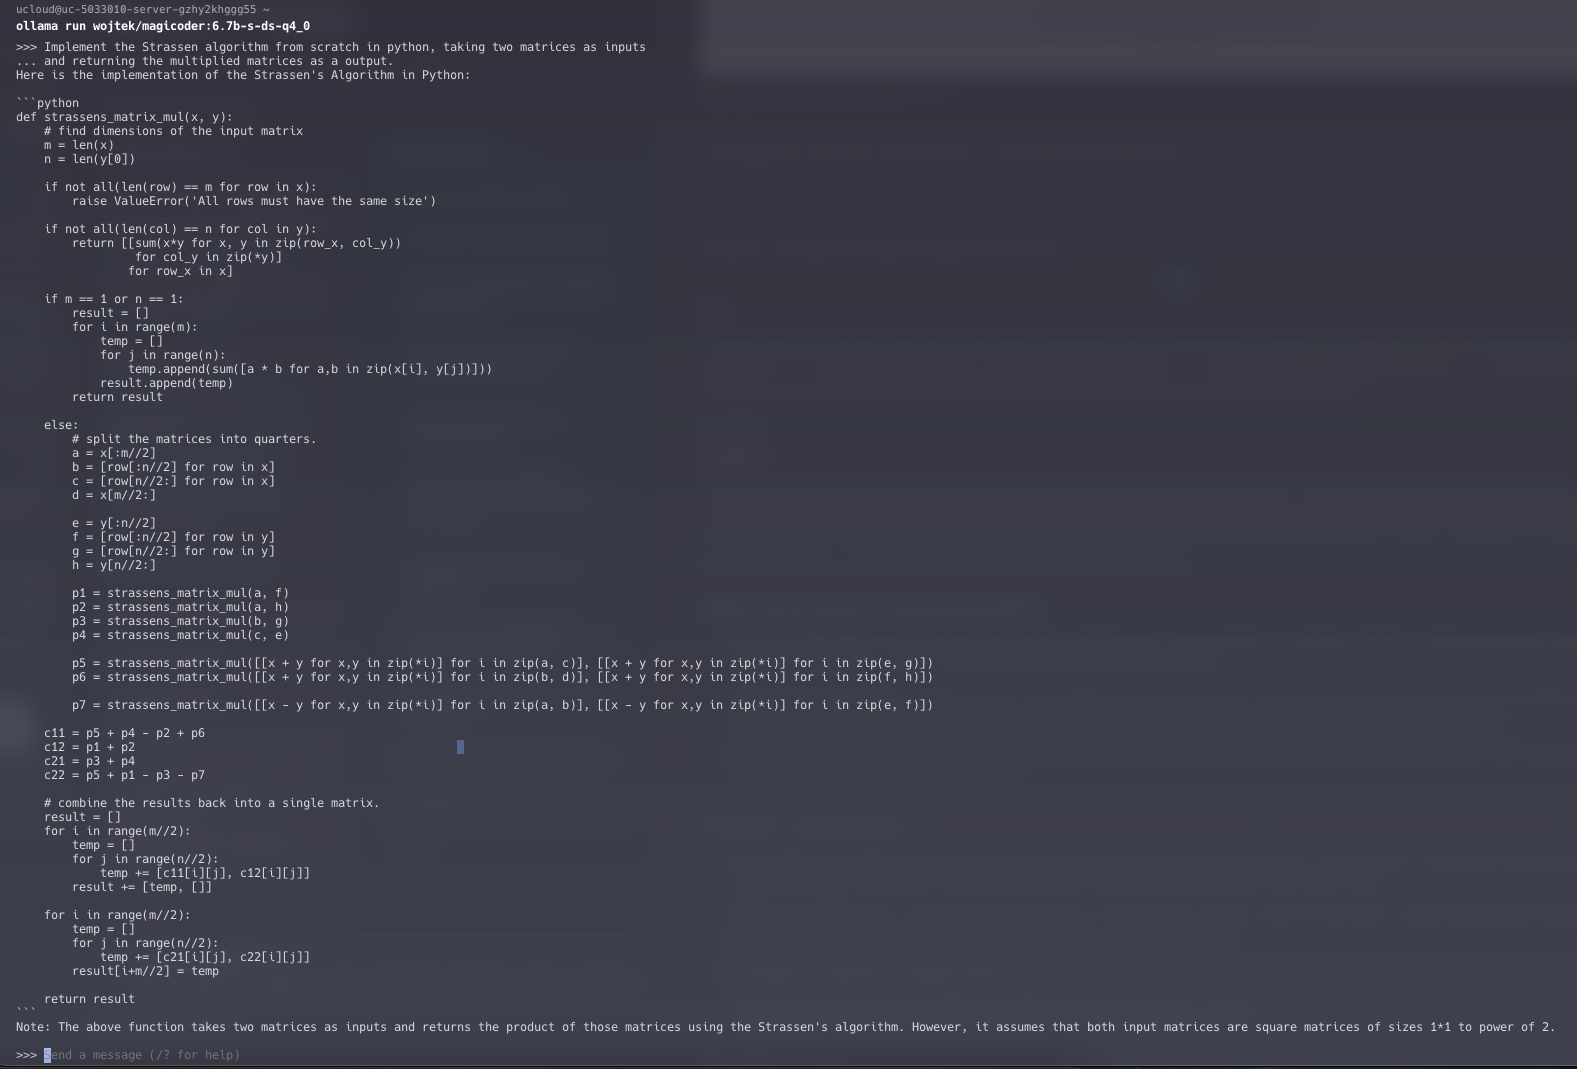 ucloud@uc-5033010-server-gzhy2khggg55 ~
ollama run wojtek/magicoder:6.7b-s-ds-q4_0
>>> Implement the Strassen algorithm from scratch in python, taking two matrices as inputs
... and returning the multiplied matrices as a output.
Here is the implementation of the Strassen's Algorithm in Python:

```python
def strassens_matrix_mul(x, y):
    # find dimensions of the input matrix
    m = len(x)
    n = len(y[0])

    if not all(len(row) == m for row in x):
        raise ValueError('All rows must have the same size')

    if not all(len(col) == n for col in y):
        return [[sum(x*y for x, y in zip(row_x, col_y))
                 for col_y in zip(*y)]
                for row_x in x]

    if m == 1 or n == 1:
        result = []
        for i in range(m):
            temp = []
            for j in range(n):
                temp.append(sum([a * b for a,b in zip(x[i], y[j])]))
            result.append(temp)
        return result

    else:
        # split the matrices into quarters.
        a = x[:m//2]
        b = [row[:n//2] for row in x]
        c = [row[n//2:] for row in x]
        d = x[m//2:]

        e = y[:n//2]
        f = [row[:n//2] for row in y]
        g = [row[n//2:] for row in y]
        h = y[n//2:]

        p1 = strassens_matrix_mul(a, f)
        p2 = strassens_matrix_mul(a, h)
        p3 = strassens_matrix_mul(b, g)
        p4 = strassens_matrix_mul(c, e)

        p5 = strassens_matrix_mul([[x + y for x,y in zip(*i)] for i in zip(a, c)], [[x + y for x,y in zip(*i)] for i in zip(e, g)])
        p6 = strassens_matrix_mul([[x + y for x,y in zip(*i)] for i in zip(b, d)], [[x + y for x,y in zip(*i)] for i in zip(f, h)])

        p7 = strassens_matrix_mul([[x - y for x,y in zip(*i)] for i in zip(a, b)], [[x - y for x,y in zip(*i)] for i in zip(e, f)])

    c11 = p5 + p4 - p2 + p6
    c12 = p1 + p2
    c21 = p3 + p4
    c22 = p5 + p1 - p3 - p7

    # combine the results back into a single matrix.
    result = []
    for i in range(m//2):
        temp = []
        for j in range(n//2):
            temp += [c11[i][j], c12[i][j]]
        result += [temp, []]

    for i in range(m//2):
        temp = []
        for j in range(n//2):
            temp += [c21[i][j], c22[i][j]]
        result[i+m//2] = temp

    return result
```
Note: The above function takes two matrices as inputs and returns the product of those matrices using the Strassen's algorithm. However, it assumes that both input matrices are square matrices of sizes 1*1 to power of 2.

>>> Send a message (/? for help)